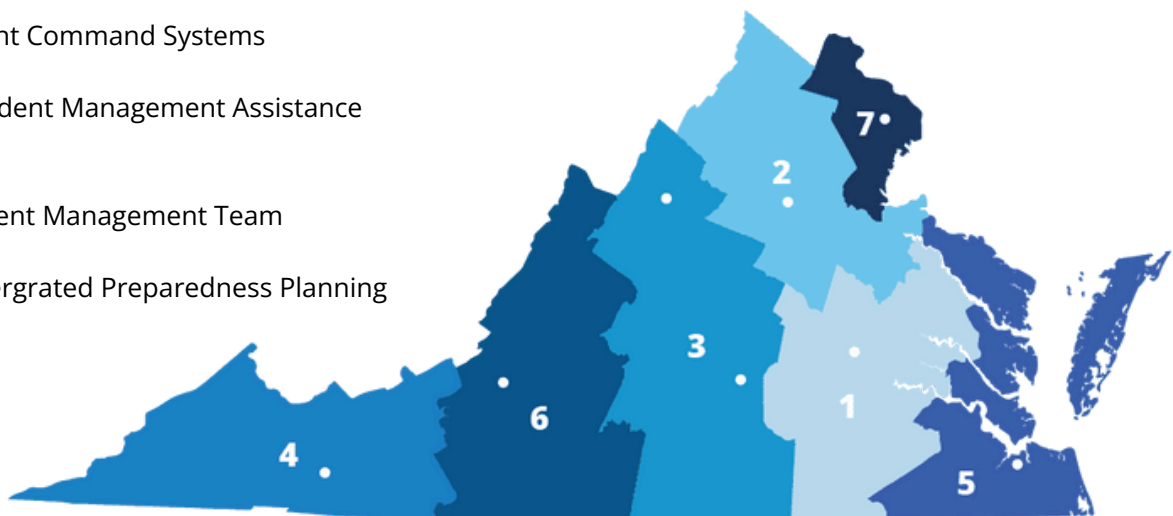 nt Command Systems
dent Management Assistance
ent Management Team
ergrated Preparedness Planning
7
2
3
6
1
4
5